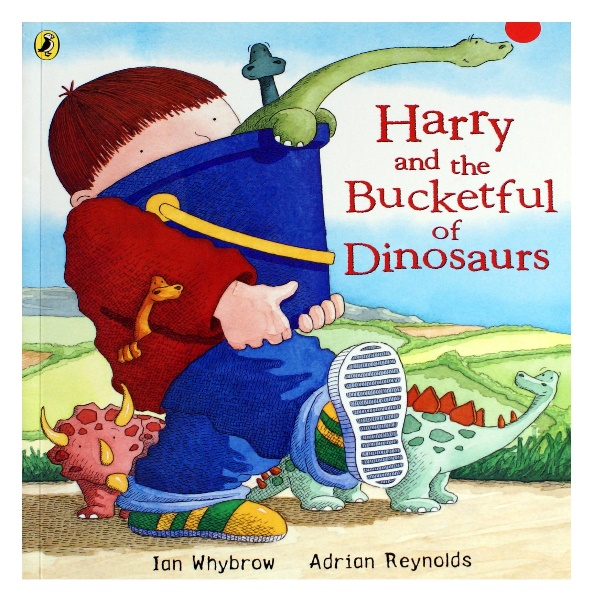 Harry
and the
Bucketful
of
Dinosaurs
Ian Whybrow Adrian Reynolds